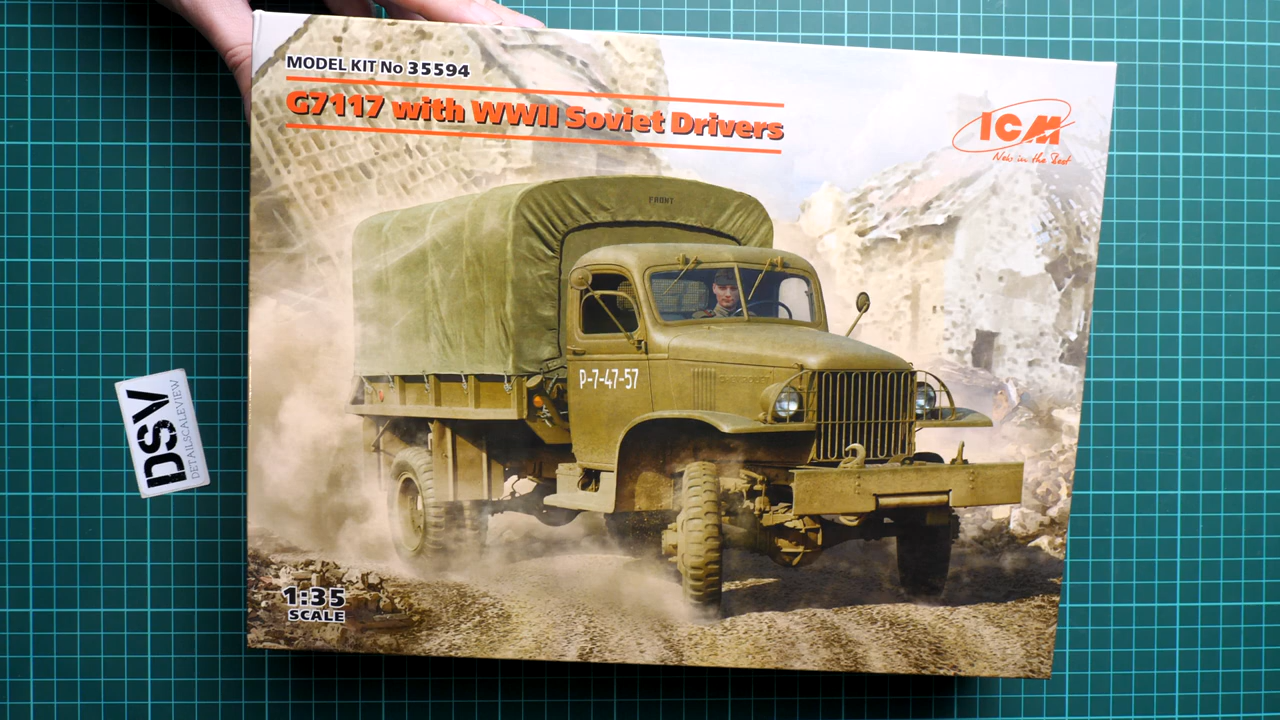 MODEL KIT No 35594
G7117 with WWII Soviet Drivers
ICM
New in the Best
FRONT
P-7-47-57
DSV
DETAILSCALEVIEW
1:35
SCALE